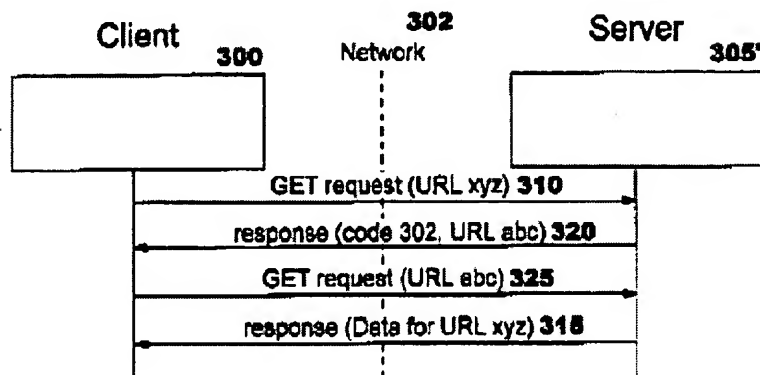 Client 300
302
Network
Server 305'
GET request (URL xyz) 310
response (code 302, URL abc) 320
GET request (URL abc) 325
response (Data for URL xyz) 315